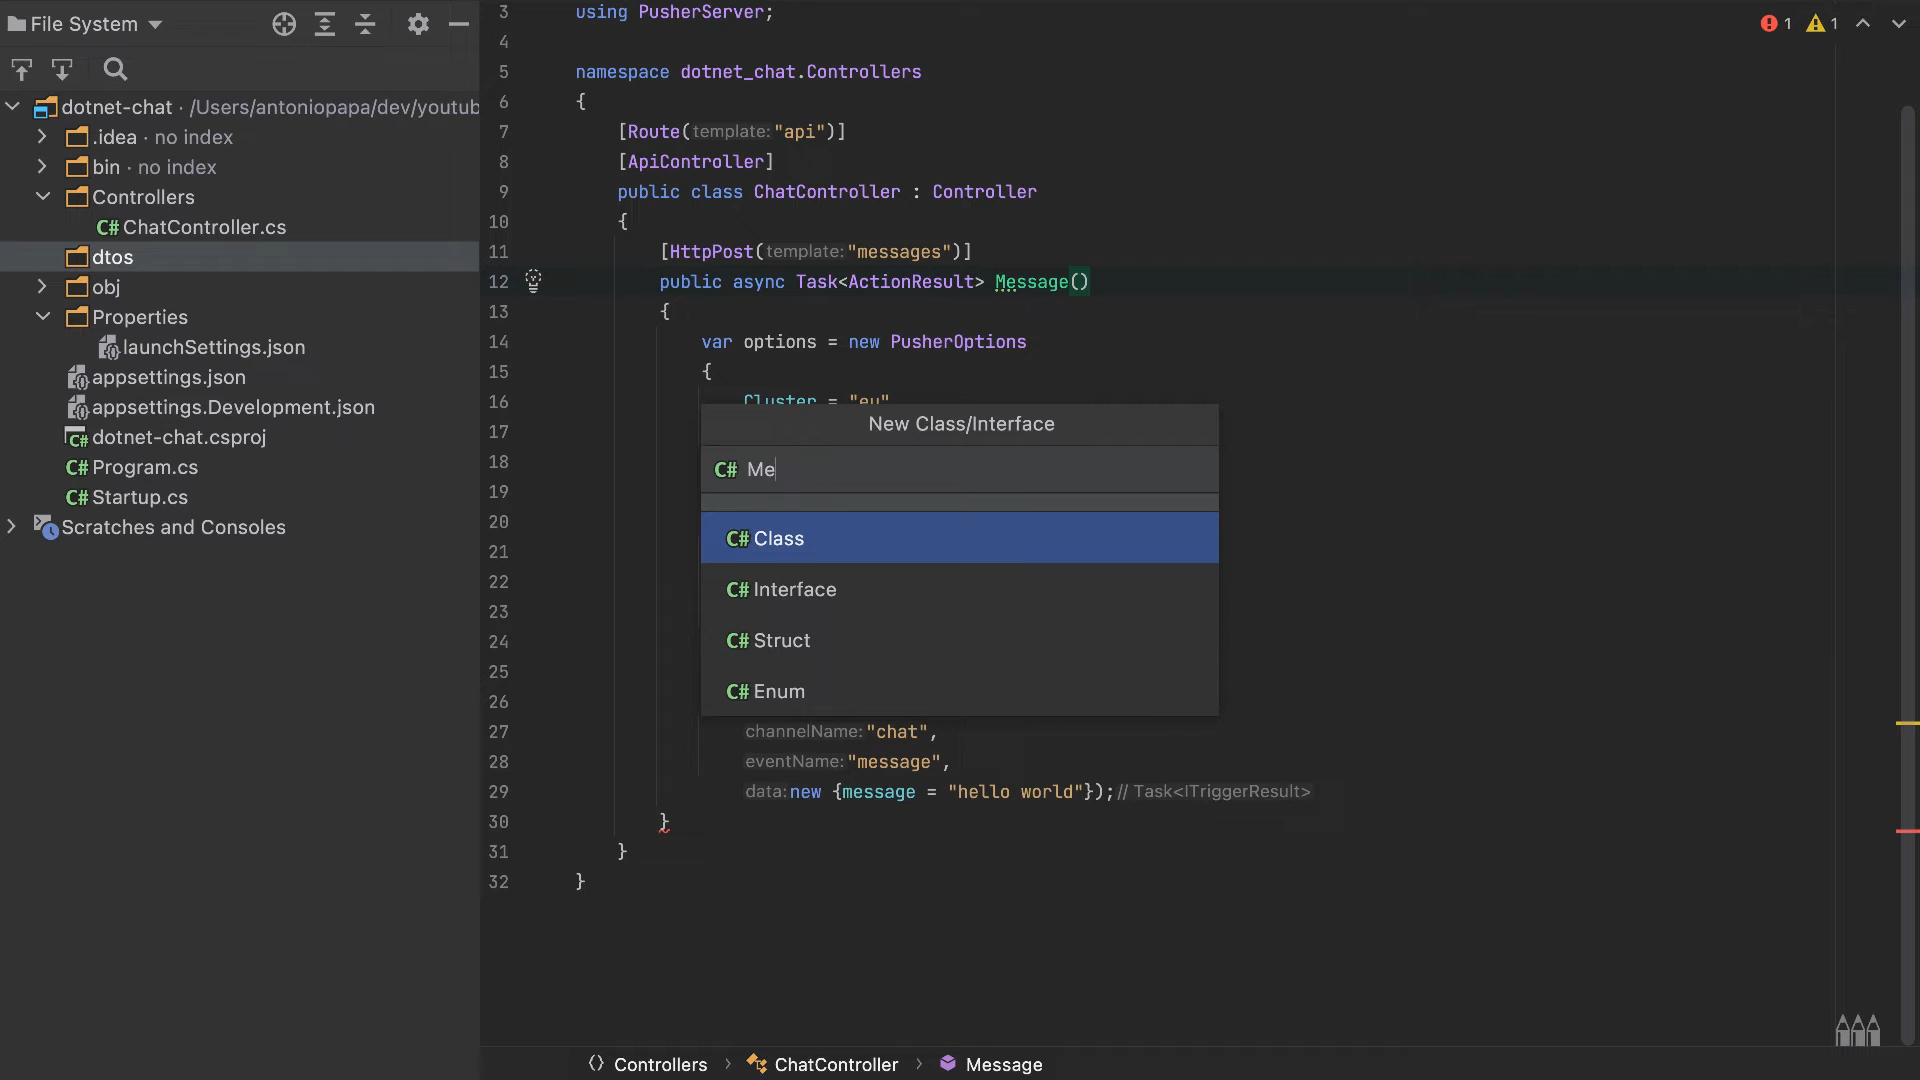 File System
dotnet-chat · /Users/antoniopapa/dev/youtub
.idea · no index
bin · no index
Controllers
C# ChatController.cs
dtos
obj
Properties
launchSettings.json
appsettings.json
appsettings.Development.json
C# dotnet-chat.csproj
C# Program.cs
C# Startup.cs
Scratches and Consoles
3 using PusherServer;
4
5 namespace dotnet_chat.Controllers
6 {
7 [Route(template:"api")]
8 [ApiController]
9 public class ChatController : Controller
10 {
11 [HttpPost(template:"messages")]
12 public async Task<ActionResult> Message()
13 {
14 var options = new PusherOptions
15 {
16 Cluster = "eu"
17
18
19
20
21
22
23
24
25
26
27 channelName:"chat",
28 eventName:"message",
29 data:new {message = "hello world"});// Task<ITriggerResult>
30 }
31 }
32 }
1 1
New Class/Interface
C# Me
C# Class
C# Interface
C# Struct
C# Enum
Controllers › ChatController › Message